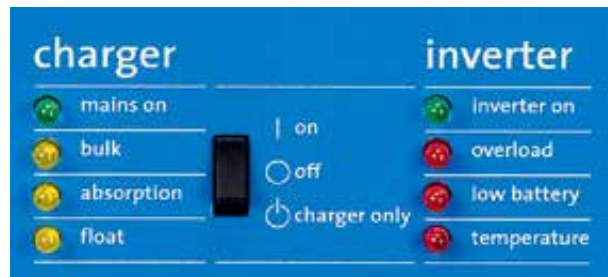 charger
mains on
bulk
absorption
float
on
off
charger only
inverter
inverter on
overload
low battery
temperature